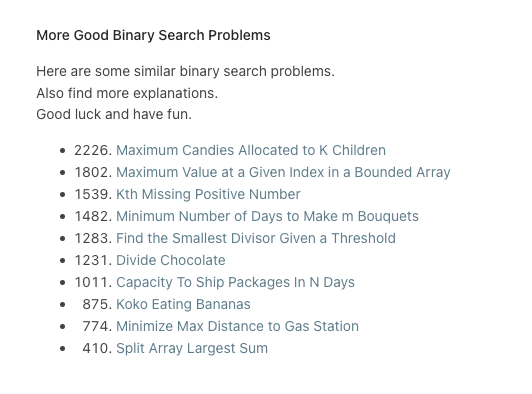 More Good Binary Search Problems
Here are some similar binary search problems.
Also find more explanations.
Good luck and have fun.
• 2226. Maximum Candies Allocated to K Children
• 1802. Maximum Value at a Given Index in a Bounded Array
• 1539. Kth Missing Positive Number
• 1482. Minimum Number of Days to Make m Bouquets
• 1283. Find the Smallest Divisor Given a Threshold
• 1231. Divide Chocolate
• 1011. Capacity To Ship Packages In N Days
• 875. Koko Eating Bananas
• 774. Minimize Max Distance to Gas Station
• 410. Split Array Largest Sum